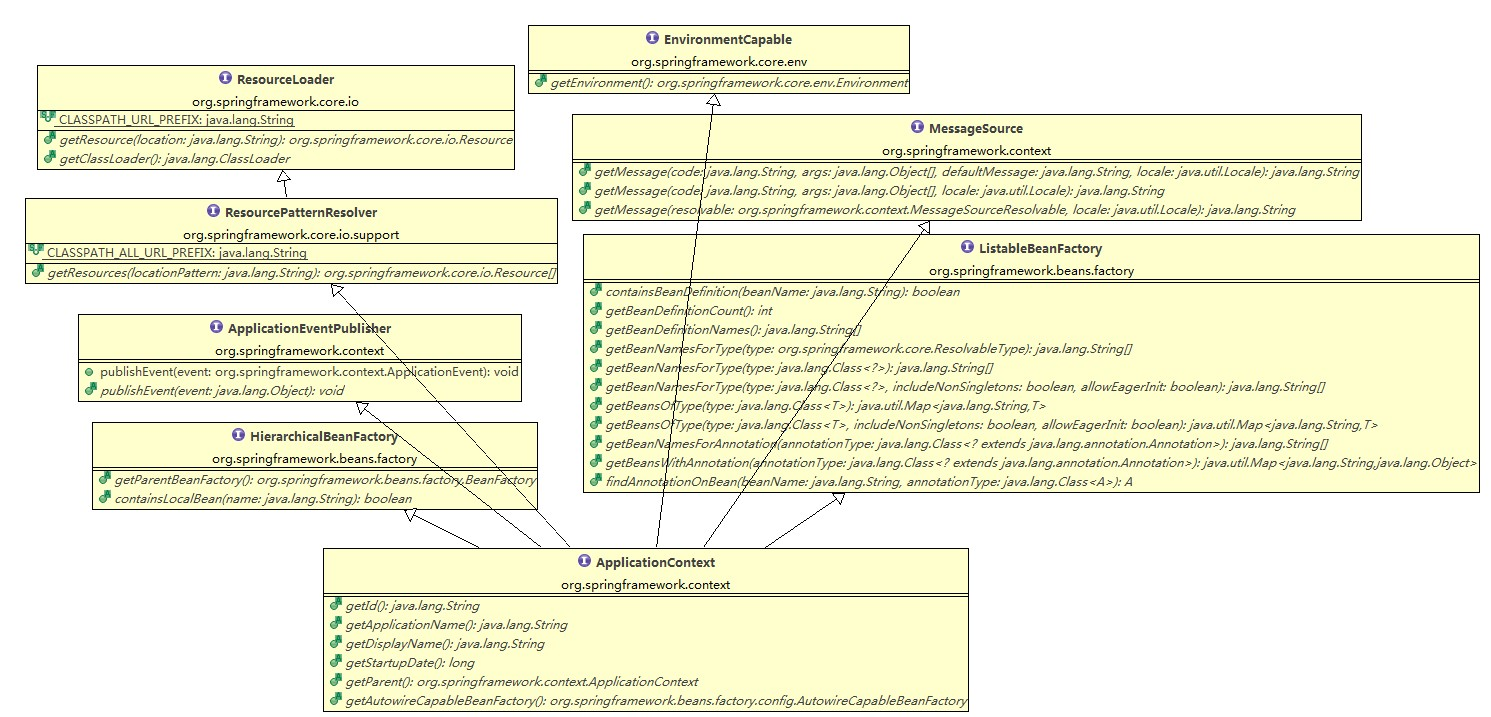 EnvironmentCapable
org.springframework.core.env
getEnvironment(): org.springframework.core.env.Environment
ResourceLoader
org.springframework.core.io
CLASSPATH_URL_PREFIX: java.lang.String
getResource(location: java.lang.String): org.springframework.core.io.Resource
getClassLoader(): java.lang.ClassLoader
MessageSource
org.springframework.context
getMessage(code: java.lang.String, args: java.lang.Object[], defaultMessage: java.lang.String, locale: java.util.Locale): java.lang.String
getMessage(code: java.lang.String, args: java.lang.Object[], locale: java.util.Locale): java.lang.String
getMessage(resolvable: org.springframework.context.MessageSourceResolvable, locale: java.util.Locale): java.lang.String
ResourcePatternResolver
org.springframework.core.io.support
CLASSPATH_ALL_URL_PREFIX: java.lang.String
getResources(locationPattern: java.lang.String): org.springframework.core.io.Resource[]
ListableBeanFactory
org.springframework.beans.factory
containsBeanDefinition(beanName: java.lang.String): boolean
getBeanDefinitionCount(): int
getBeanDefinitionNames(): java.lang.String[]
getBeanNamesForType(type: org.springframework.core.ResolvableType): java.lang.String[]
getBeanNamesForType(type: java.lang.Class<?>): java.lang.String[]
getBeanNamesForType(type: java.lang.Class<?>, includeNonSingletons: boolean, allowEagerInit: boolean): java.lang.String[]
getBeansOfType(type: java.lang.Class<T>): java.util.Map<java.lang.String,T>
getBeansOfType(type: java.lang.Class<T>, includeNonSingletons: boolean, allowEagerInit: boolean): java.util.Map<java.lang.String,T>
getBeanNamesForAnnotation(annotationType: java.lang.Class<? extends java.lang.annotation.Annotation>): java.lang.String[]
getBeansWithAnnotation(annotationType: java.lang.Class<? extends java.lang.annotation.Annotation>): java.util.Map<java.lang.String,java.lang.Object>
findAnnotationOnBean(beanName: java.lang.String, annotationType: java.lang.Class<A>): A
ApplicationEventPublisher
org.springframework.context
publishEvent(event: org.springframework.context.ApplicationEvent): void
publishEvent(event: java.lang.Object): void
HierarchicalBeanFactory
org.springframework.beans.factory
getParentBeanFactory(): org.springframework.beans.factory.BeanFactory
containsLocalBean(name: java.lang.String): boolean
ApplicationContext
org.springframework.context
getId(): java.lang.String
getApplicationName(): java.lang.String
getDisplayName(): java.lang.String
getStartupDate(): long
getParent(): org.springframework.context.ApplicationContext
getAutowireCapableBeanFactory(): org.springframework.beans.factory.config.AutowireCapableBeanFactory